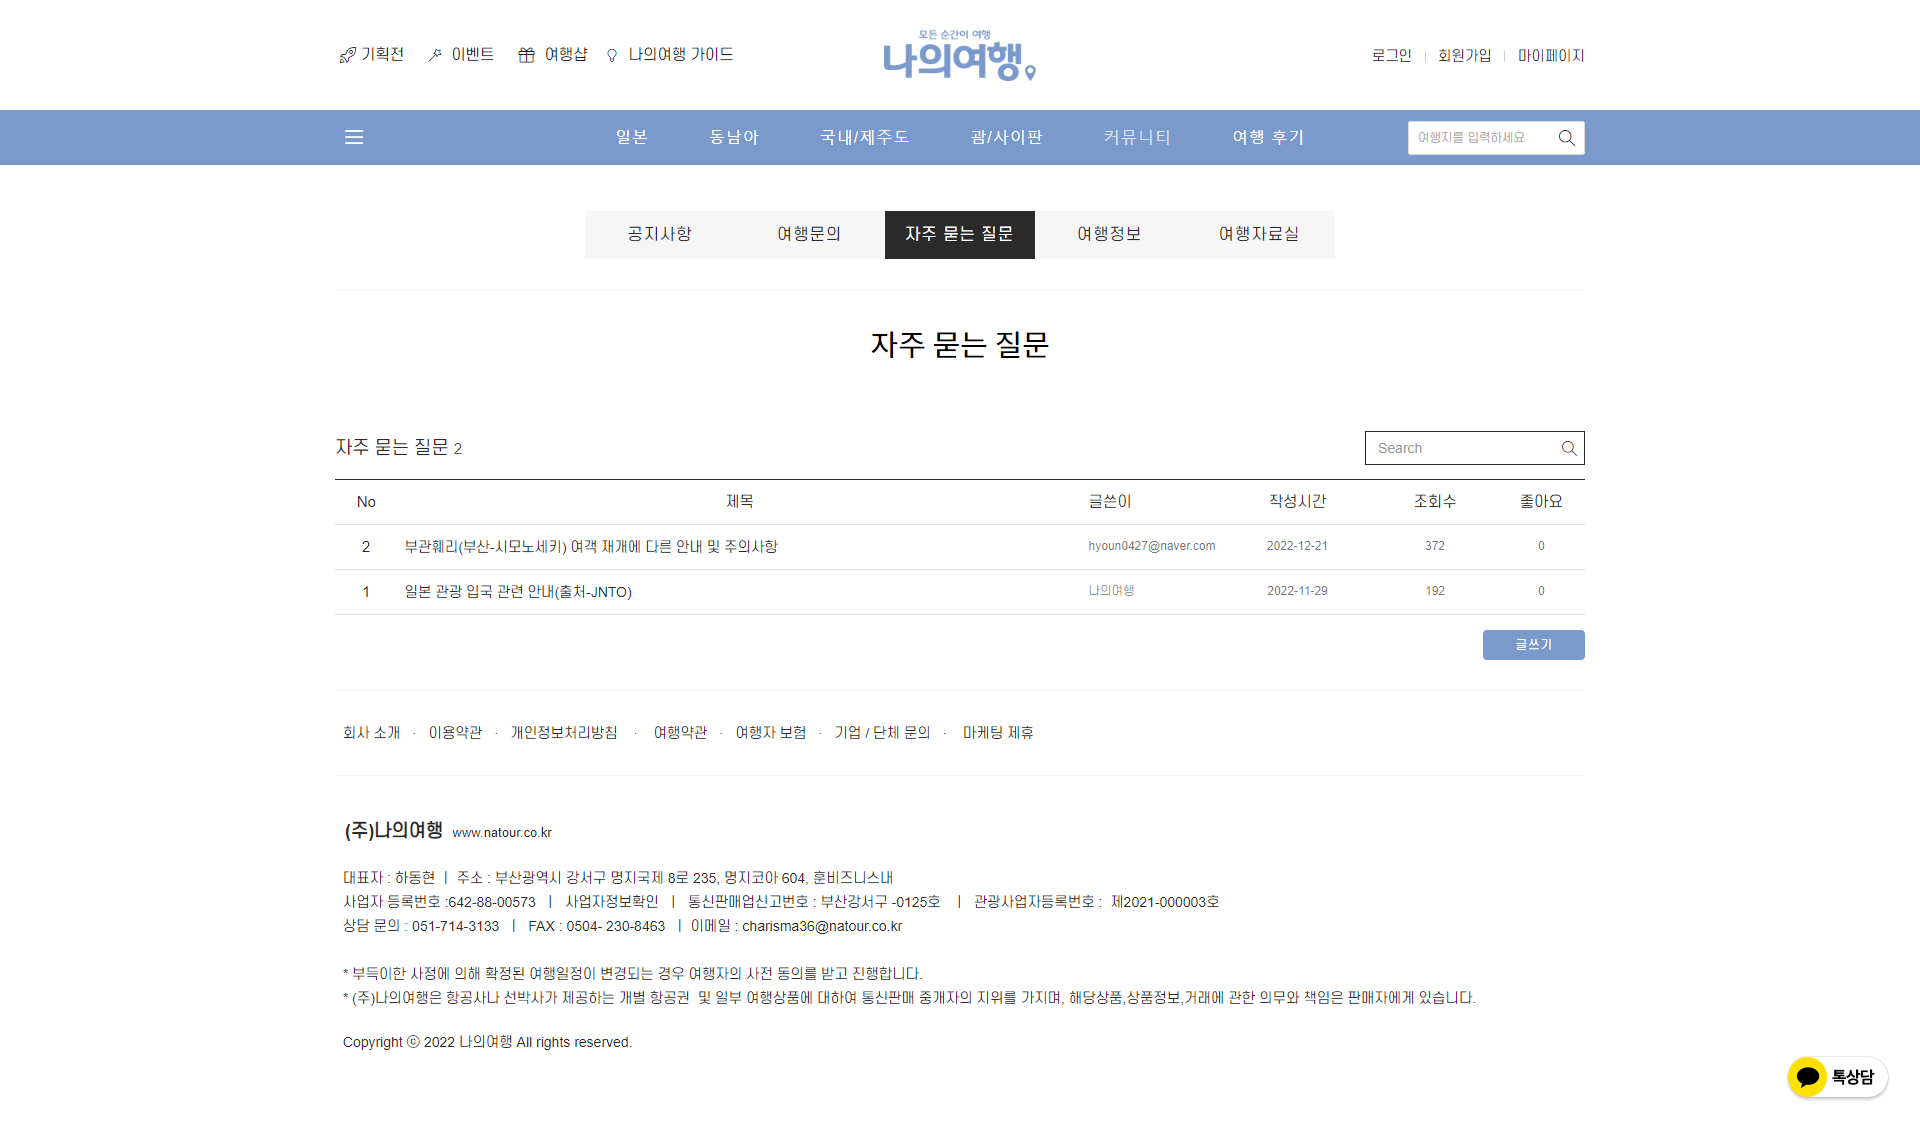 기획전 이벤트 여행샵 나의여행 가이드
모든 순간이 여행
나의여행
로그인 회원가입 마이페이지
일본 동남아 국내/제주도 괌/사이판 커뮤니티 여행 후기
여행지를 입력하세요
공지사항 여행문의 자주 묻는 질문 여행정보 여행자료실
자주 묻는 질문
자주 묻는 질문 2
Search
No 제목 글쓴이 작성시간 조회수 좋아요
2 부관훼리(부산-시모노세키) 여객 재개에 다른 안내 및 주의사항 hyoun0427@naver.com 2022-12-21 372 0
1 일본 관광 입국 관련 안내(출처-JNTO) 나의여행 2022-11-29 192 0
글쓰기
회사 소개 · 이용약관 · 개인정보처리방침 · 여행약관 · 여행자 보험 · 기업 / 단체 문의 · 마케팅 제휴
(주)나의여행 www.natour.co.kr
대표자 : 하동현 ㅣ 주소 : 부산광역시 강서구 명지국제 8로 235, 명지코아 604, 훈비즈니스내
사업자 등록번호 :642-88-00573 ㅣ 사업자정보확인 ㅣ 통신판매업신고번호 : 부산강서구 -0125호 ㅣ 관광사업자등록번호 : 제2021-000003호
상담 문의 : 051-714-3133 ㅣ FAX : 0504- 230-8463 ㅣ 이메일 : charisma36@natour.co.kr
* 부득이한 사정에 의해 확정된 여행일정이 변경되는 경우 여행자의 사전 동의를 받고 진행합니다.
* (주)나의여행은 항공사나 선박사가 제공하는 개별 항공권 및 일부 여행상품에 대하여 통신판매 중개자의 지위를 가지며, 해당상품,상품정보,거래에 관한 의무와 책임은 판매자에게 있습니다.
Copyright ⓒ 2022 나의여행 All rights reserved.
톡상담